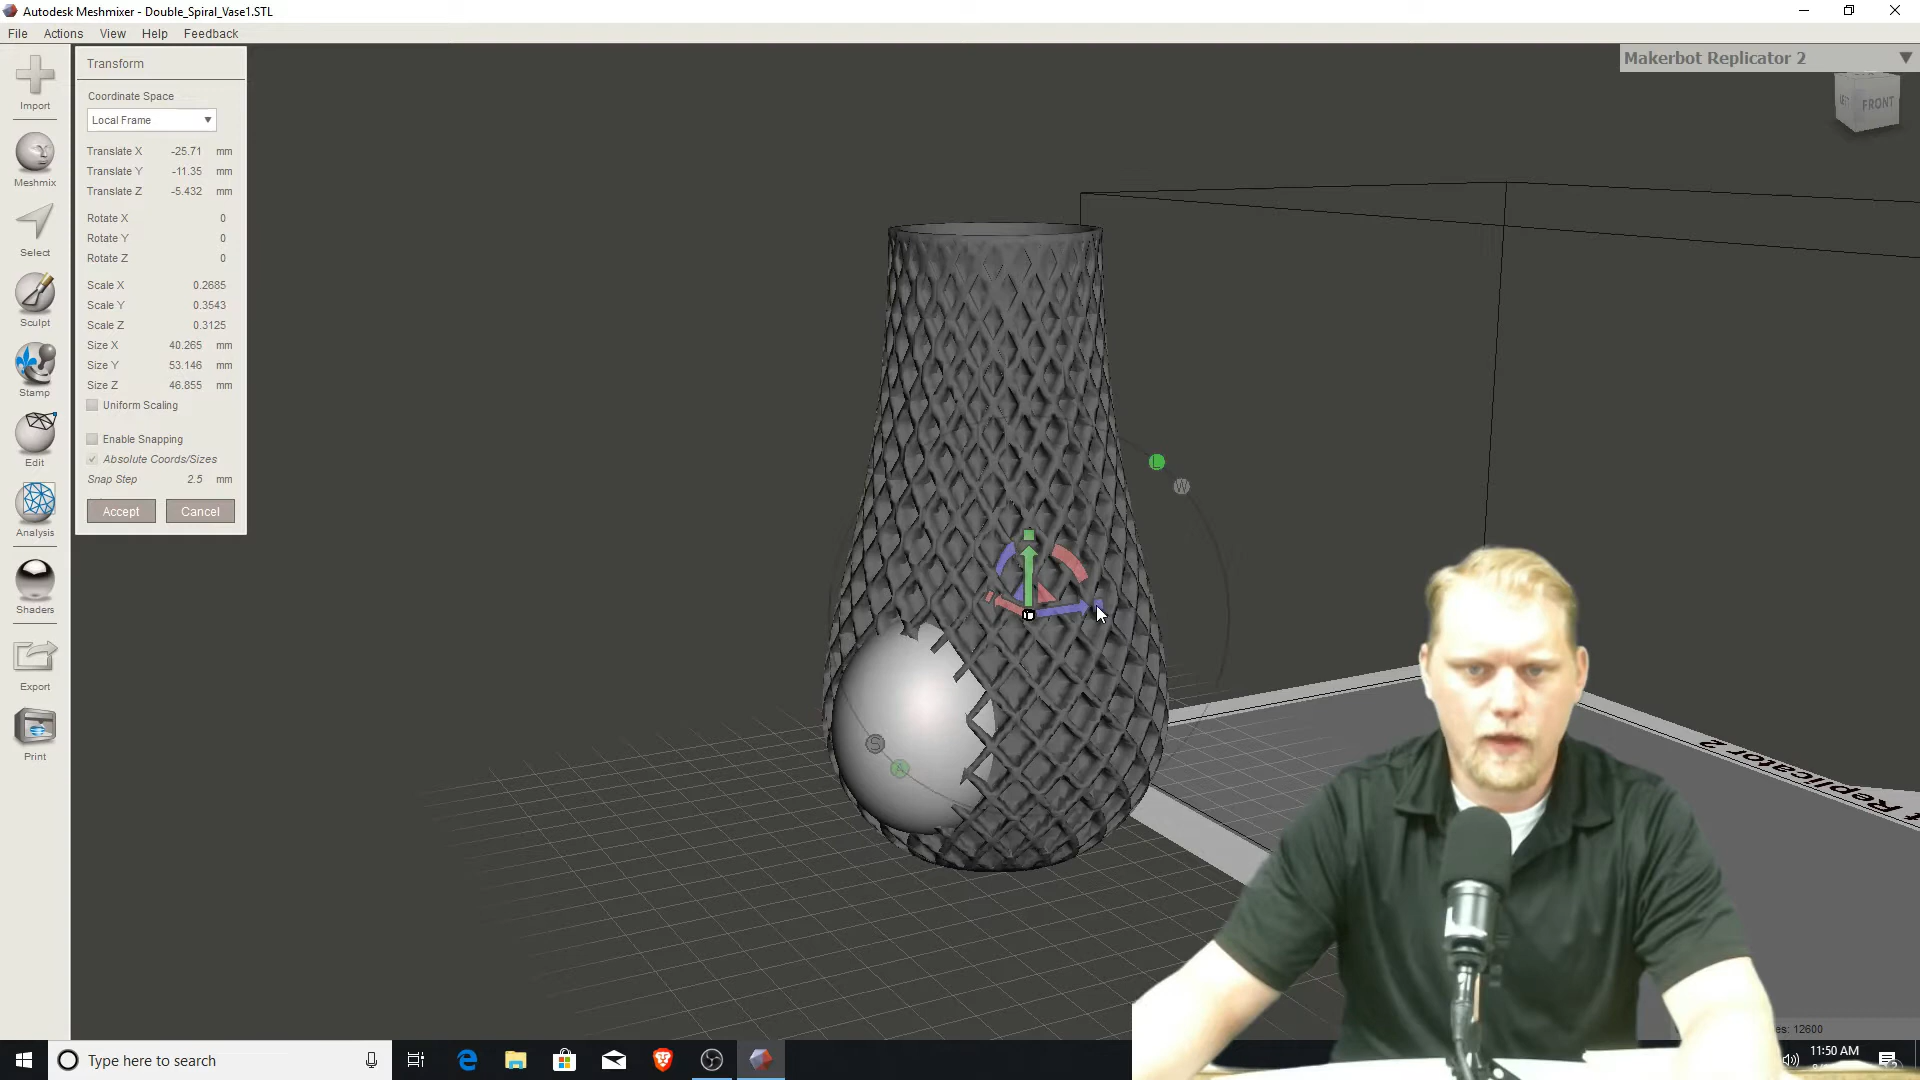 Autodesk Meshmixer - Double_Spiral_Vase1.STL
File Actions View Help Feedback
Import
Meshmix
Select
Sculpt
Stamp
Edit
Analysis
Shaders
Export
Print
Transform
Coordinate Space
Local Frame
Translate X -25.71 mm
Translate Y -11.35 mm
Translate Z -5.432 mm
Rotate X 0
Rotate Y 0
Rotate Z 0
Scale X 0.2685
Scale Y 0.3543
Scale Z 0.3125
Size X 40.265 mm
Size Y 53.146 mm
Size Z 46.855 mm
Uniform Scaling
Enable Snapping
Absolute Coords/Sizes
Snap Step 2.5 mm
Accept Cancel
Makerbot Replicator 2
LEFT FRONT
L
W
S
A
t Replicator 2
es: 12600
Type here to search
11:50 AM